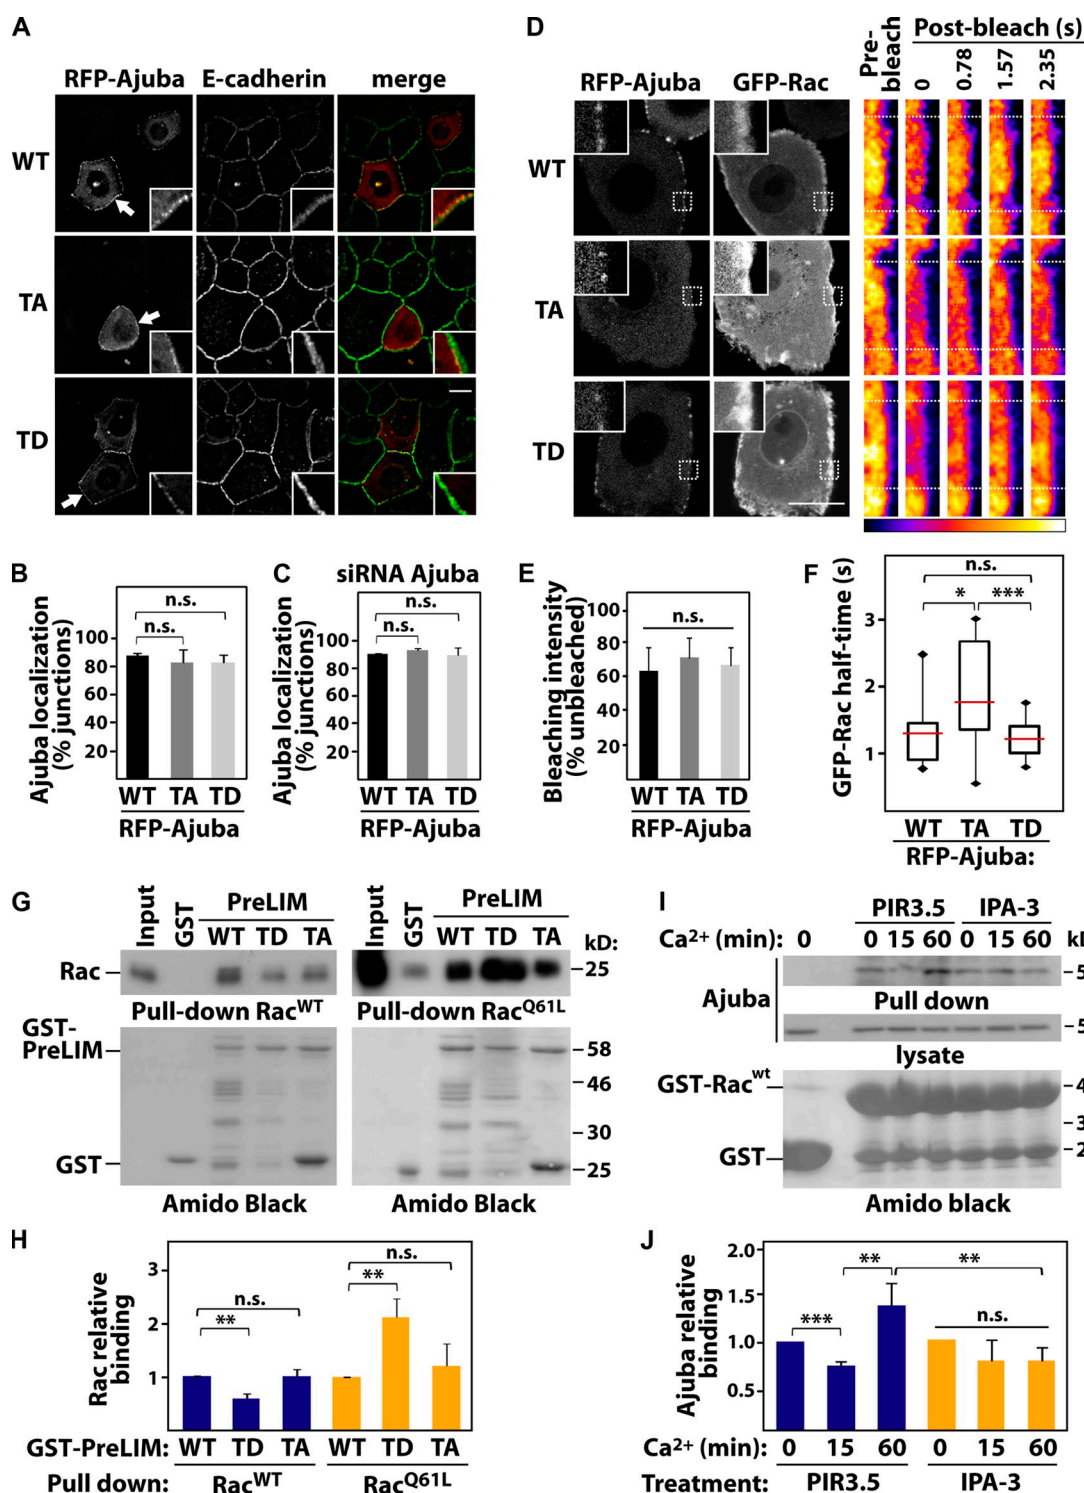 A
RFP-Ajuba E-cadherin merge
WT
TA
TD
D
RFP-Ajuba GFP-Rac
Pre-bleach
Post-bleach (s)
0 0.78 1.57 2.35
WT
TA
TD
B
Ajuba localization (% junctions)
100
80
60
40
20
n.s.
n.s.
WT TA TD
RFP-Ajuba
C
siRNA Ajuba
Ajuba localization (% junctions)
100
80
60
40
20
n.s.
n.s.
WT TA TD
RFP-Ajuba
E
Bleaching intensity (% unbleached)
80
60
40
20
n.s.
WT TA TD
RFP-Ajuba
F
GFP-Rac half-time (s)
3
2
1
n.s.
* ***
WT TA TD
RFP-Ajuba:
G
Input GST PreLIM
WT TD TA
Rac
Pull-down Rac^WT
GST-PreLIM
GST
Amido Black
Input GST PreLIM
WT TD TA
kD:
25
Pull-down Rac^Q61L
58
46
30
25
Amido Black
I
PIR3.5 IPA-3
Ca2+ (min): 0 0 15 60 0 15 60
Ajuba
Pull down
lysate
GST-Rac^wt
GST
Amido black
H
Rac relative binding
3
2
1
n.s.
**
n.s.
**
GST-PreLIM: WT TD TA WT TD TA
Pull down: Rac^WT Rac^Q61L
J
Ajuba relative binding
2.0
1.5
1.0
0.5
***
**
**
n.s.
Ca2+ (min): 0 15 60 0 15 60
Treatment: PIR3.5 IPA-3